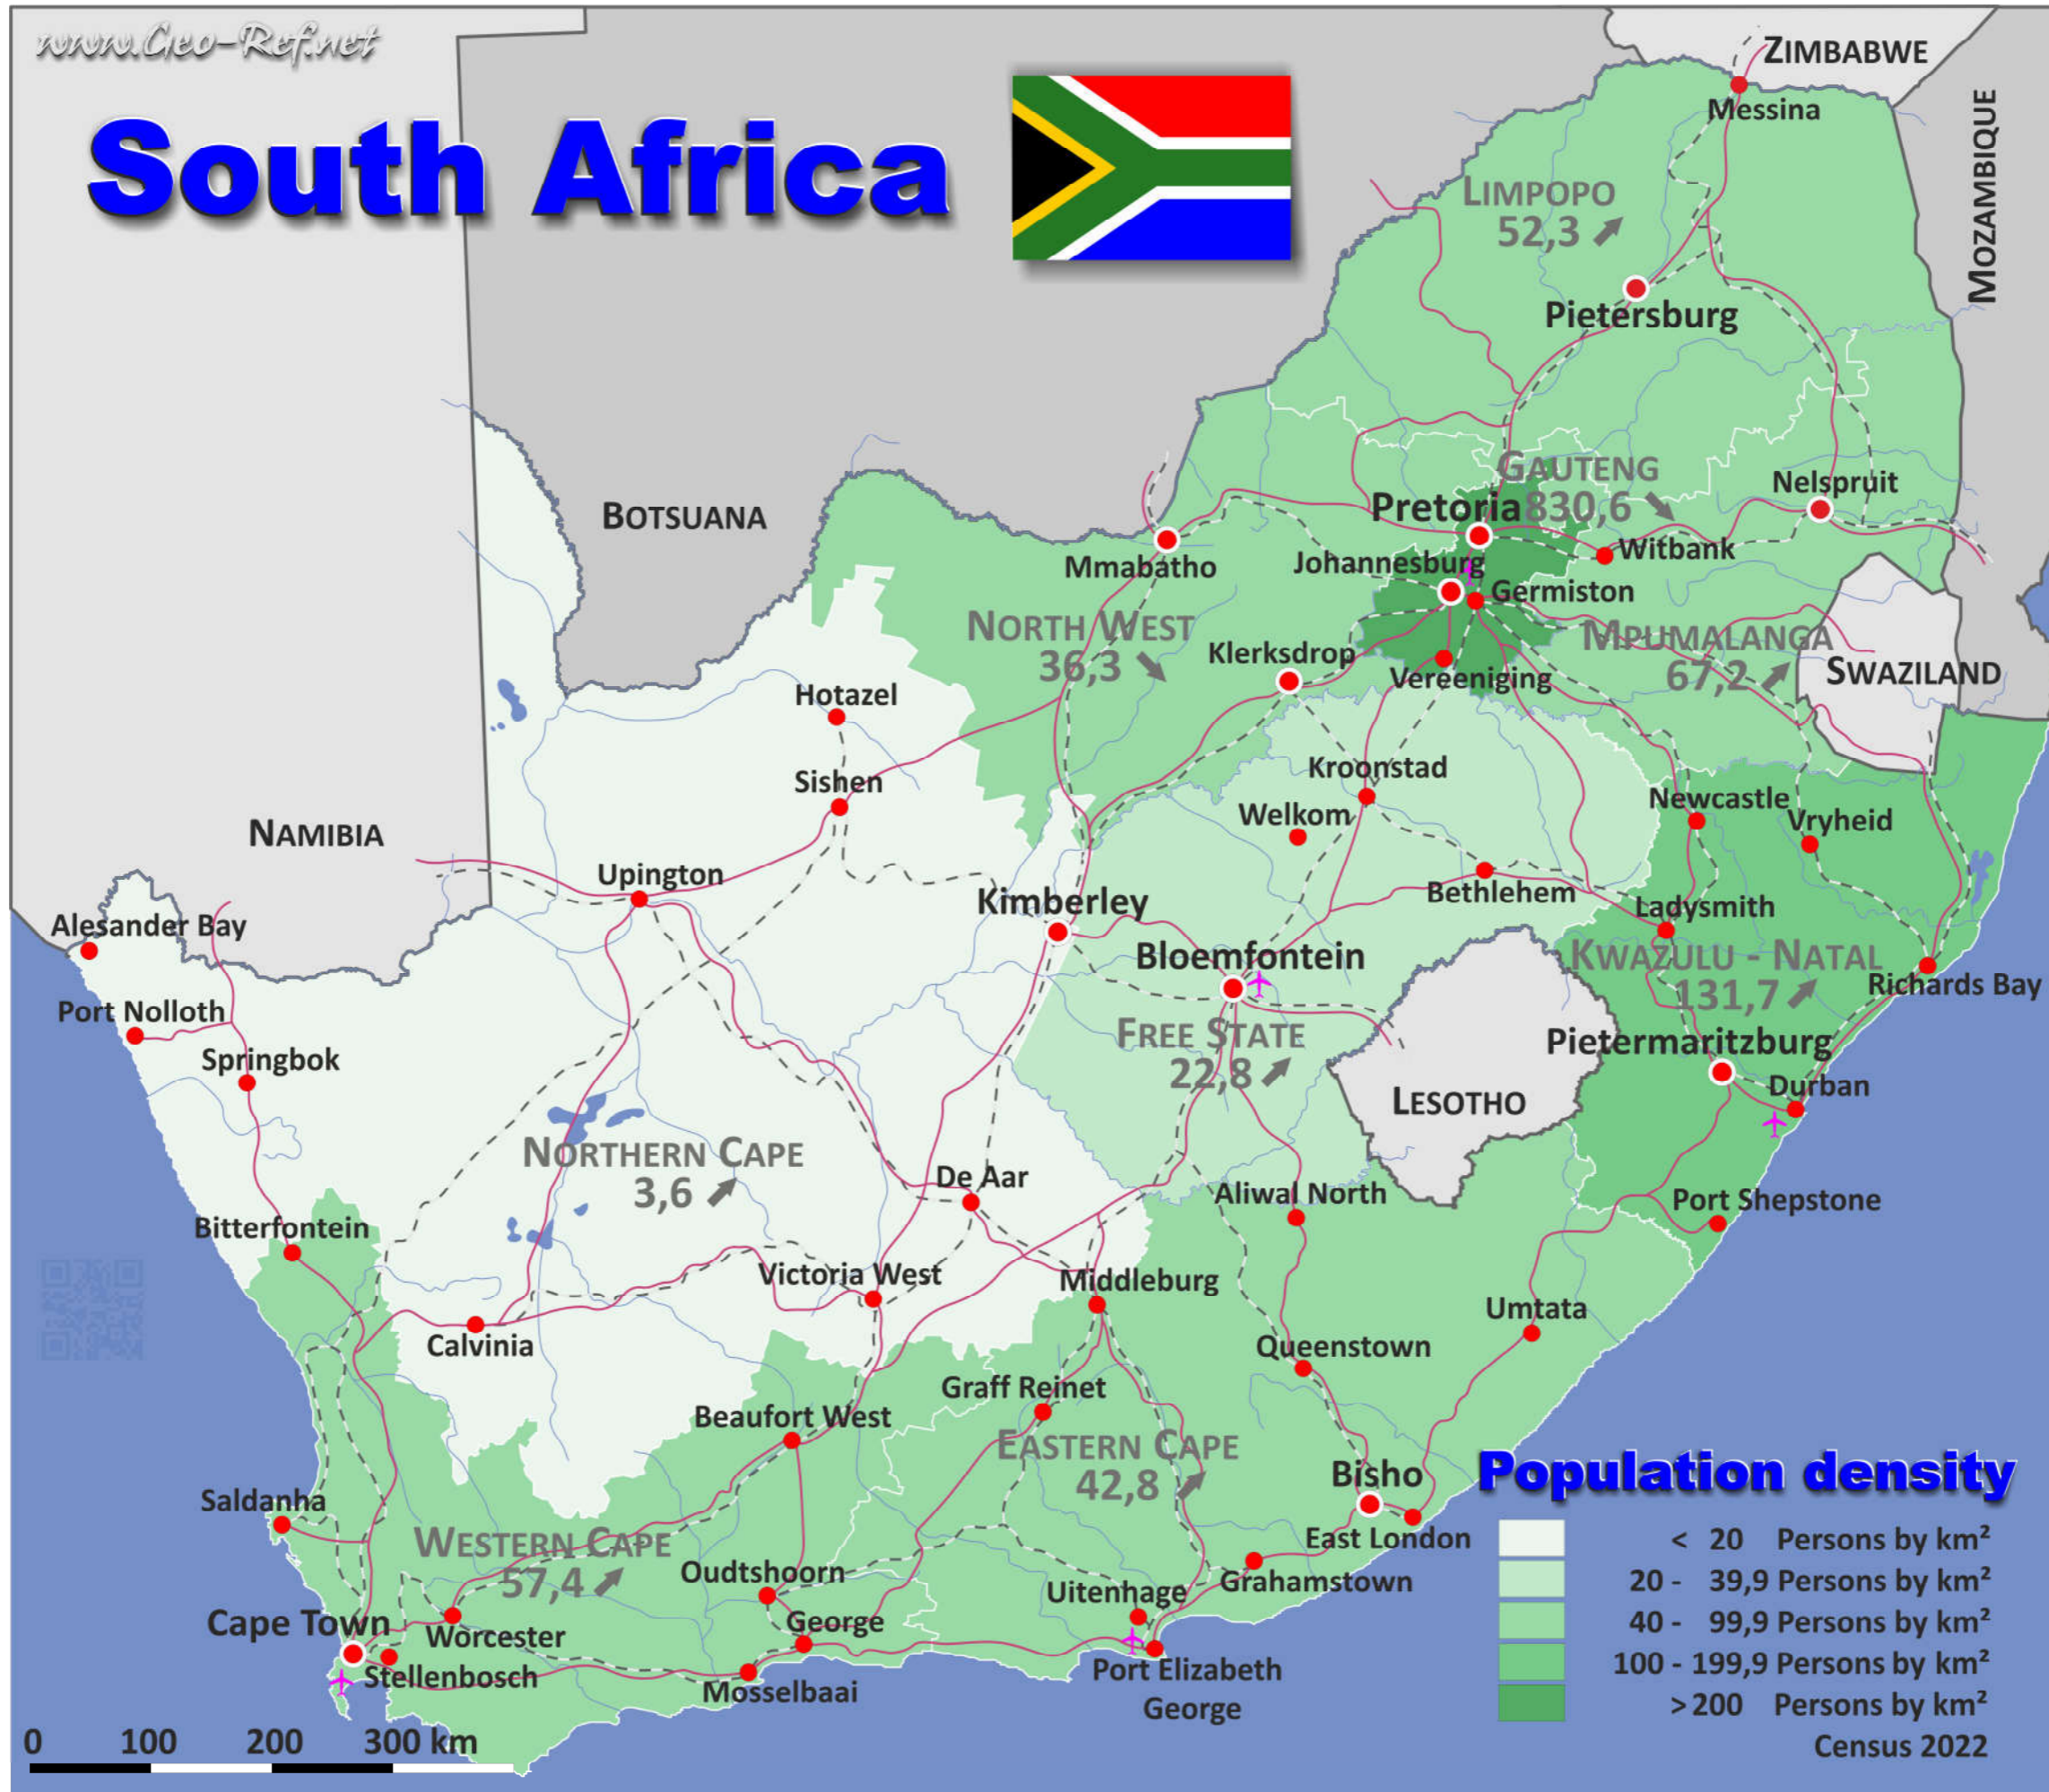 www.Geo-Ref.net
South Africa
ZIMBABWE
Messina
MOZAMBIQUE
LIMPOPO
52,3
Pietersburg
BOTSUANA
GAUTENG
830,6
Pretoria
Nelspruit
Mmabatho
Johannesburg
Witbank
Germiston
NORTH WEST
36,3
Klerksdrop
MPUMALANGA
67,2
Vereeniging
SWAZILAND
Hotazel
Sishen
Kroonstad
Welkom
Newcastle
Vryheid
NAMIBIA
Upington
Kimberley
Bethlehem
Ladysmith
Alesander Bay
Bloemfontein
KWAZULU - NATAL
131,7
Richards Bay
Port Nolloth
Springbok
FREE STATE
22,8
Pietermaritzburg
LESOTHO
Durban
NORTHERN CAPE
3,6
De Aar
Aliwal North
Port Shepstone
Bitterfontein
Victoria West
Middleburg
Umtata
Calvinia
Queenstown
Graff Reinet
Beaufort West
EASTERN CAPE
42,8
Bisho
Saldanha
East London
WESTERN CAPE
57,4
Oudtshoorn
Uitenhage
Grahamstown
Cape Town
Worcester
George
Stellenbosch
Mosselbaai
Port Elizabeth
George
Population density
< 20 Persons by km²
20 - 39,9 Persons by km²
40 - 99,9 Persons by km²
100 - 199,9 Persons by km²
>200 Persons by km²
Census 2022
0 100 200 300 km